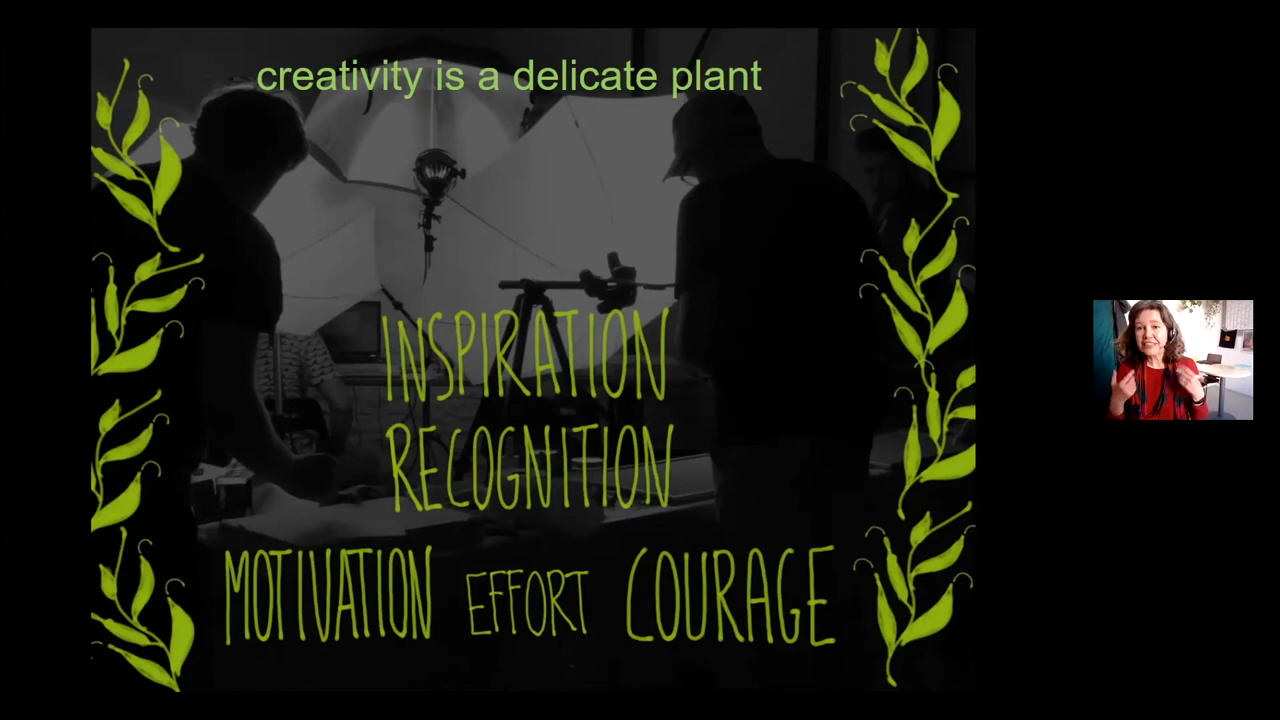 creativity is a delicate plant
INSPIRATION
RECOGNITION
MOTIVATION EFFORT COURAGE